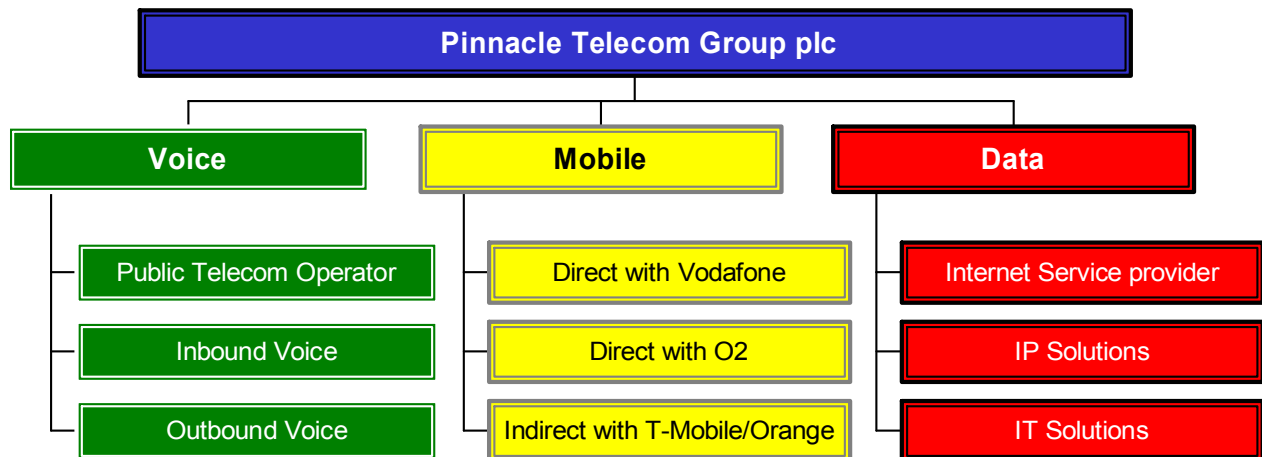 Pinnacle Telecom Group plc
Voice
Mobile
Data
Public Telecom Operator
Direct with Vodafone
Internet Service provider
Inbound Voice
Direct with O2
IP Solutions
Outbound Voice
Indirect with T-Mobile/Orange
IT Solutions